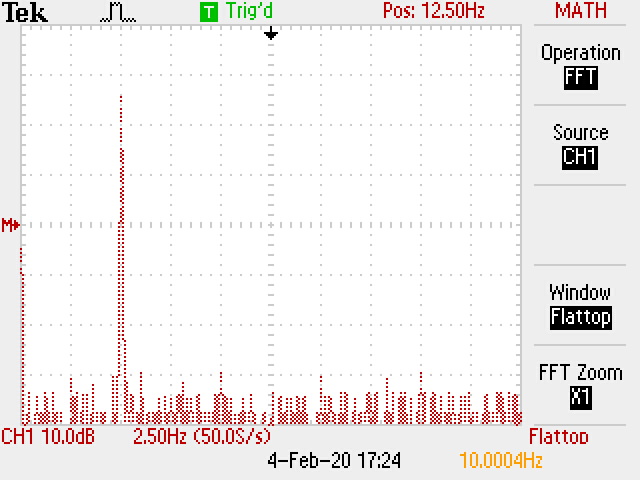 Tek T Trig'd Pos: 12.50Hz MATH
Operation
FFT
Source
CH1
M
Window
Flattop
FFT Zoom
X1
CH1 10.0dB 2.50Hz (50.0S/s) Flattop
4-Feb-20 17:24 10.0004Hz